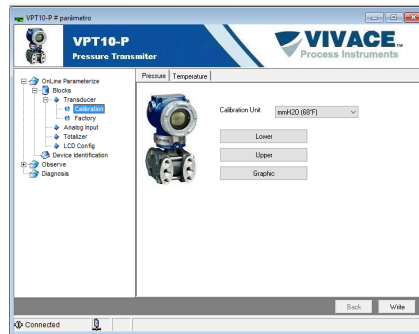 VPT10-P # parâmetro
VPT10-P
Pressure Transmiter
VIVACE
Process Instruments
OnLine Parameterize
Blocks
Transducer
Calibration
Factory
Analog Input
Totalizer
LCD Config
Device Identification
Observe
Diagnosis
Pressure
Temperature
Calibration Unit
mmH2O (68°F)
Lower
Upper
Graphic
Back
Write
Connected